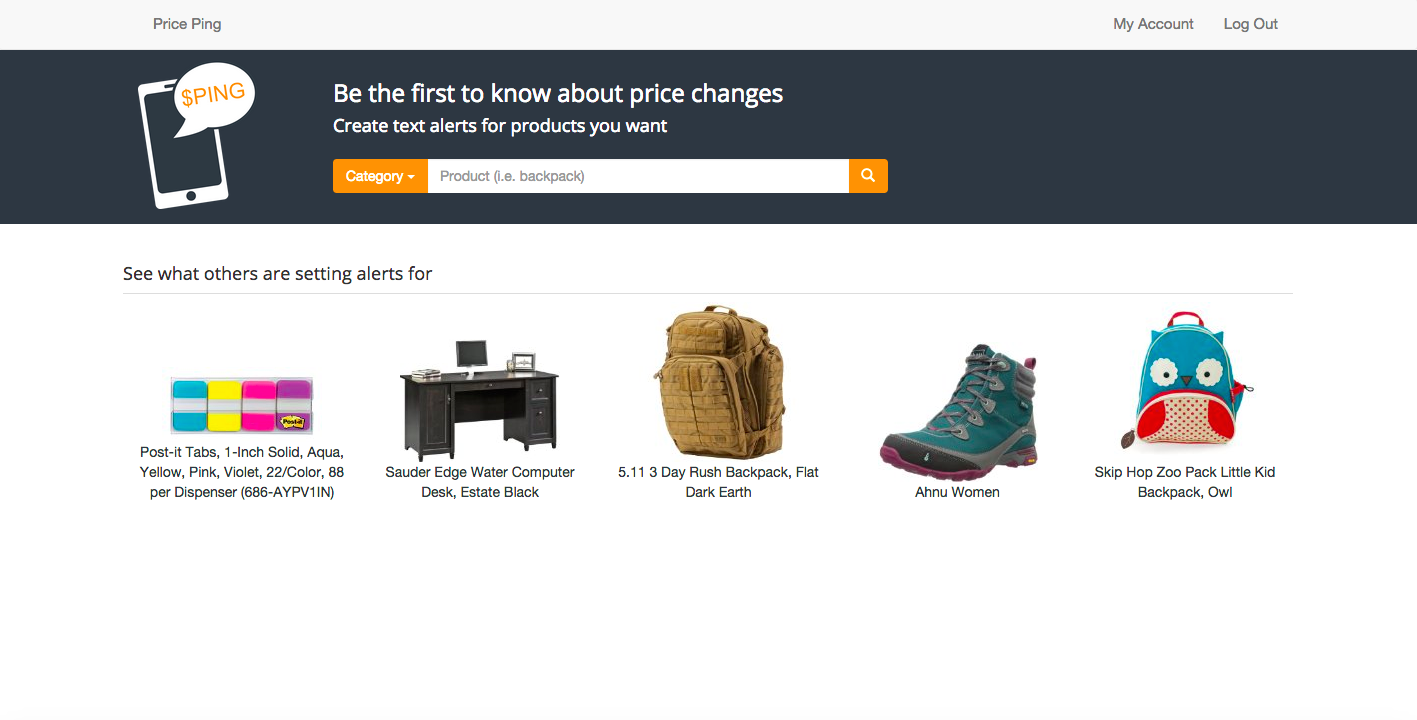 Price Ping
My Account
Log Out
$PING
Be the first to know about price changes
Create text alerts for products you want
Category
Product (i.e. backpack)
See what others are setting alerts for
Post-it
Post-it Tabs, 1-Inch Solid, Aqua,
Yellow, Pink, Violet, 22/Color, 88
per Dispenser (686-AYPV1IN)
Sauder Edge Water Computer
Desk, Estate Black
5.11 3 Day Rush Backpack, Flat
Dark Earth
Ahnu Women
Skip Hop Zoo Pack Little Kid
Backpack, Owl